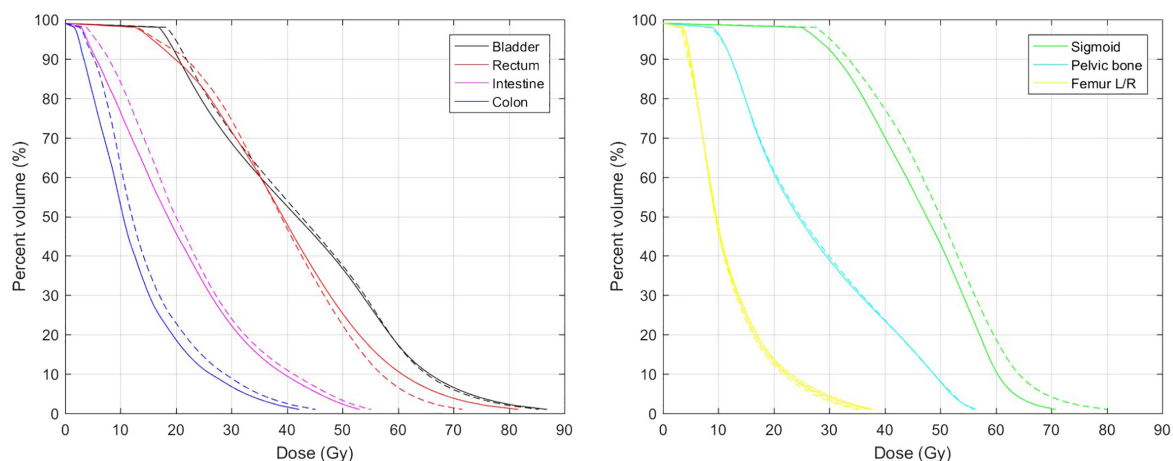 100
90
80
70
60
50
40
30
20
10
0
Percent volume (%)
0 10 20 30 40 50 60 70 80 90
Dose (Gy)
Bladder
Rectum
Intestine
Colon
100
90
80
70
60
50
40
30
20
10
0
Percent volume (%)
0 10 20 30 40 50 60 70 80 90
Dose (Gy)
Sigmoid
Pelvic bone
Femur L/R